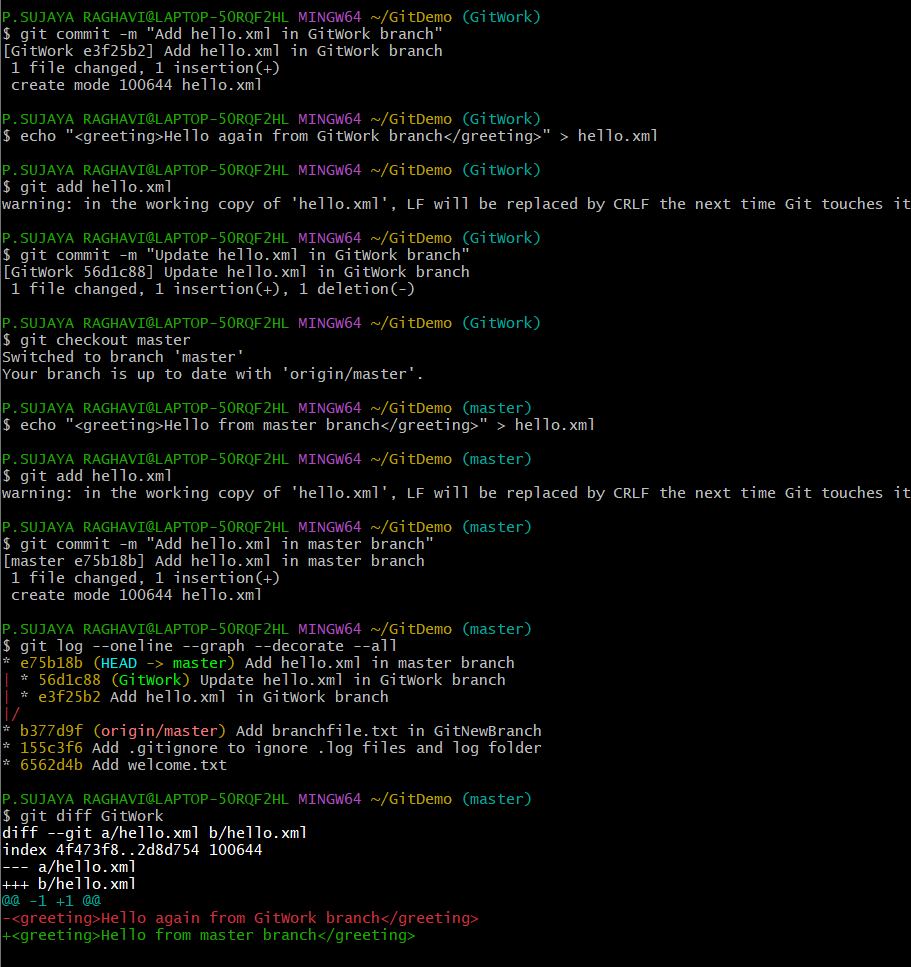 P.SUJAYA RAGHAVI@LAPTOP-5ORQF2HL MINGW64 ~/GitDemo (GitWork)
$ git commit -m "Add hello.xml in GitWork branch"
[GitWork e3f25b2] Add hello.xml in GitWork branch
 1 file changed, 1 insertion(+)
 create mode 100644 hello.xml

P.SUJAYA RAGHAVI@LAPTOP-5ORQF2HL MINGW64 ~/GitDemo (GitWork)
$ echo "<greeting>Hello again from GitWork branch</greeting>" > hello.xml

P.SUJAYA RAGHAVI@LAPTOP-5ORQF2HL MINGW64 ~/GitDemo (GitWork)
$ git add hello.xml
warning: in the working copy of 'hello.xml', LF will be replaced by CRLF the next time Git touches it

P.SUJAYA RAGHAVI@LAPTOP-5ORQF2HL MINGW64 ~/GitDemo (GitWork)
$ git commit -m "Update hello.xml in GitWork branch"
[GitWork 56d1c88] Update hello.xml in GitWork branch
 1 file changed, 1 insertion(+), 1 deletion(-)

P.SUJAYA RAGHAVI@LAPTOP-5ORQF2HL MINGW64 ~/GitDemo (GitWork)
$ git checkout master
Switched to branch 'master'
Your branch is up to date with 'origin/master'.

P.SUJAYA RAGHAVI@LAPTOP-5ORQF2HL MINGW64 ~/GitDemo (master)
$ echo "<greeting>Hello from master branch</greeting>" > hello.xml

P.SUJAYA RAGHAVI@LAPTOP-5ORQF2HL MINGW64 ~/GitDemo (master)
$ git add hello.xml
warning: in the working copy of 'hello.xml', LF will be replaced by CRLF the next time Git touches it

P.SUJAYA RAGHAVI@LAPTOP-5ORQF2HL MINGW64 ~/GitDemo (master)
$ git commit -m "Add hello.xml in master branch"
[master e75b18b] Add hello.xml in master branch
 1 file changed, 1 insertion(+)
 create mode 100644 hello.xml

P.SUJAYA RAGHAVI@LAPTOP-5ORQF2HL MINGW64 ~/GitDemo (master)
$ git log --oneline --graph --decorate --all
* e75b18b (HEAD -> master) Add hello.xml in master branch
| * 56d1c88 (GitWork) Update hello.xml in GitWork branch
| * e3f25b2 Add hello.xml in GitWork branch
|/
* b377d9f (origin/master) Add branchfile.txt in GitNewBranch
* 155c3f6 Add .gitignore to ignore .log files and log folder
* 6562d4b Add welcome.txt

P.SUJAYA RAGHAVI@LAPTOP-5ORQF2HL MINGW64 ~/GitDemo (master)
$ git diff GitWork
diff --git a/hello.xml b/hello.xml
index 4f473f8..2d8d754 100644
--- a/hello.xml
+++ b/hello.xml
@@ -1 +1 @@
-<greeting>Hello again from GitWork branch</greeting>
+<greeting>Hello from master branch</greeting>